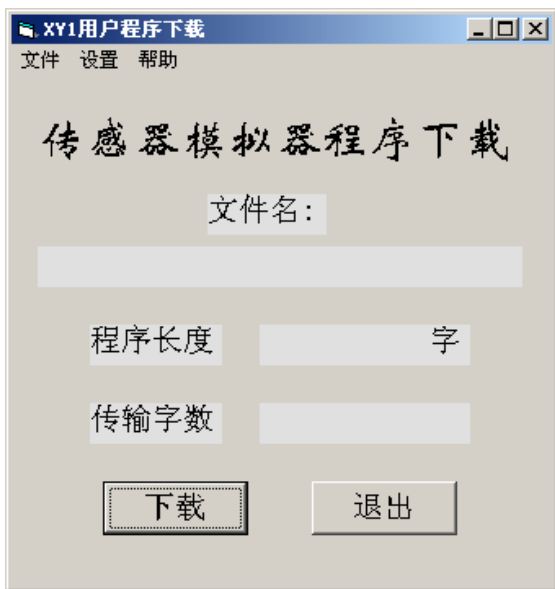 XY1用户程序下载
文件 设置 帮助
传感器模拟器程序下载
文件名:
程序长度 字
传输字数
下载 退出